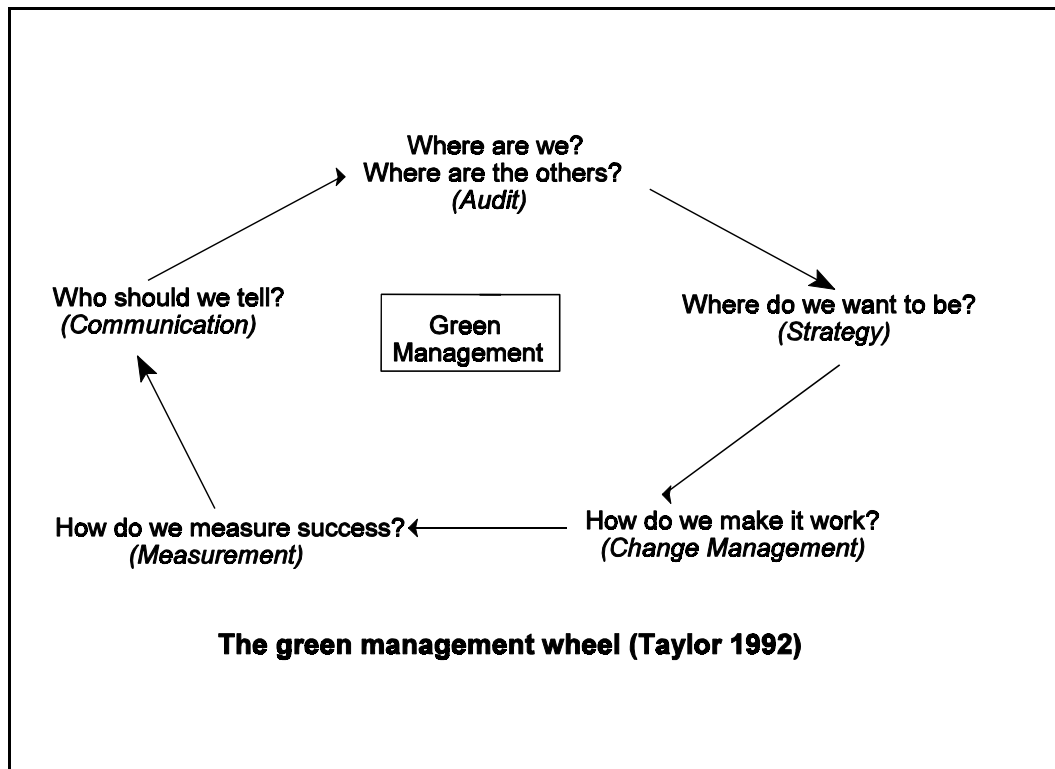 Where are we?
Where are the others?
(Audit)
Who should we tell?
(Communication)
Green
Management
Where do we want to be?
(Strategy)
How do we measure success?
(Measurement)
How do we make it work?
(Change Management)
The green management wheel (Taylor 1992)